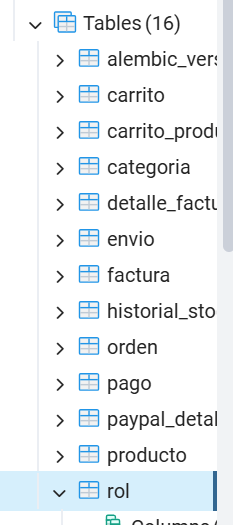 Tables (16)
alembic_vers
carrito
carrito_produ
categoria
detalle_factu
envio
factura
historial_sto
orden
pago
paypal_detal
producto
rol